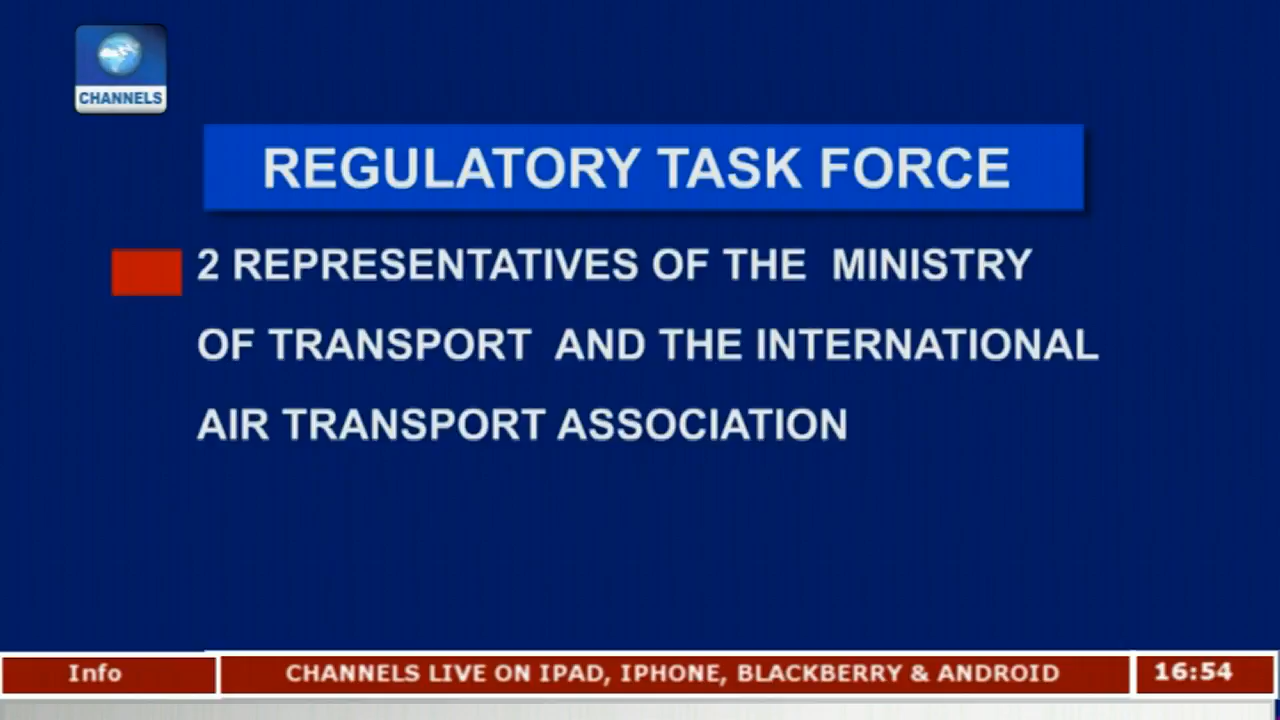 CHANNELS
REGULATORY TASK FORCE
2 REPRESENTATIVES OF THE MINISTRY
OF TRANSPORT AND THE INTERNATIONAL
AIR TRANSPORT ASSOCIATION
Info
CHANNELS LIVE ON IPAD, IPHONE, BLACKBERRY & ANDROID
16:54